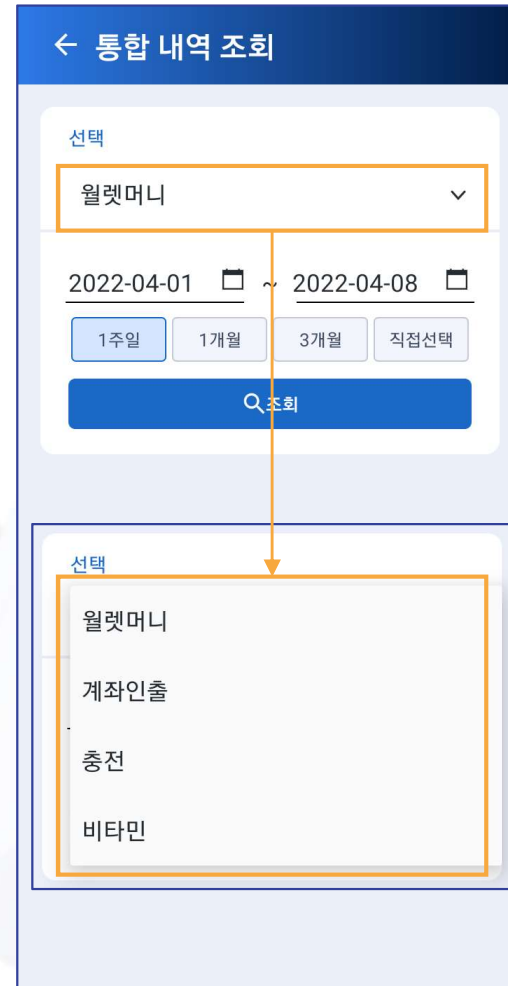 ← 통합 내역 조회
선택
월렛머니
2022-04-01 ~ 2022-04-08
1주일 1개월 3개월 직접선택
조회
선택
월렛머니
계좌인출
충전
비타민